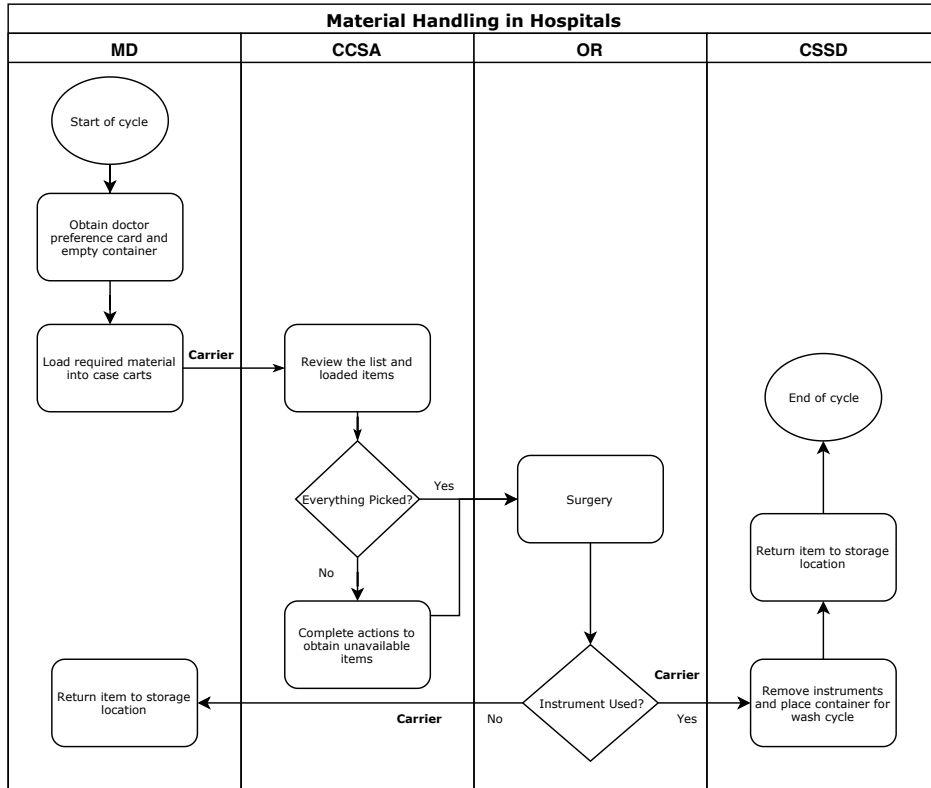 Material Handling in Hospitals
MD
CCSA
OR
CSSD
Start of cycle
Obtain doctor
preference card and
empty container
Load required material
into case carts
Carrier
Review the list and
loaded items
Everything Picked?
Yes
No
Complete actions to
obtain unavailable
items
Surgery
Instrument Used?
No
Carrier
Return item to storage
location
Carrier
Yes
Remove instruments
and place container for
wash cycle
Return item to storage
location
End of cycle